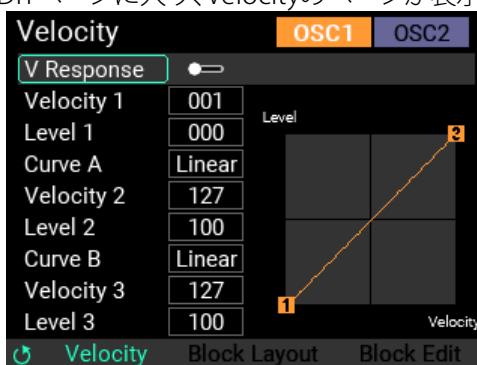 Velocity OSC1 OSC2
V Response
Velocity 1 001
Level 1 000
Curve A Linear
Velocity 2 127
Level 2 100
Curve B Linear
Velocity 3 127
Level 3 100
Level
3
1
Velocity
Velocity Block Layout Block Edit